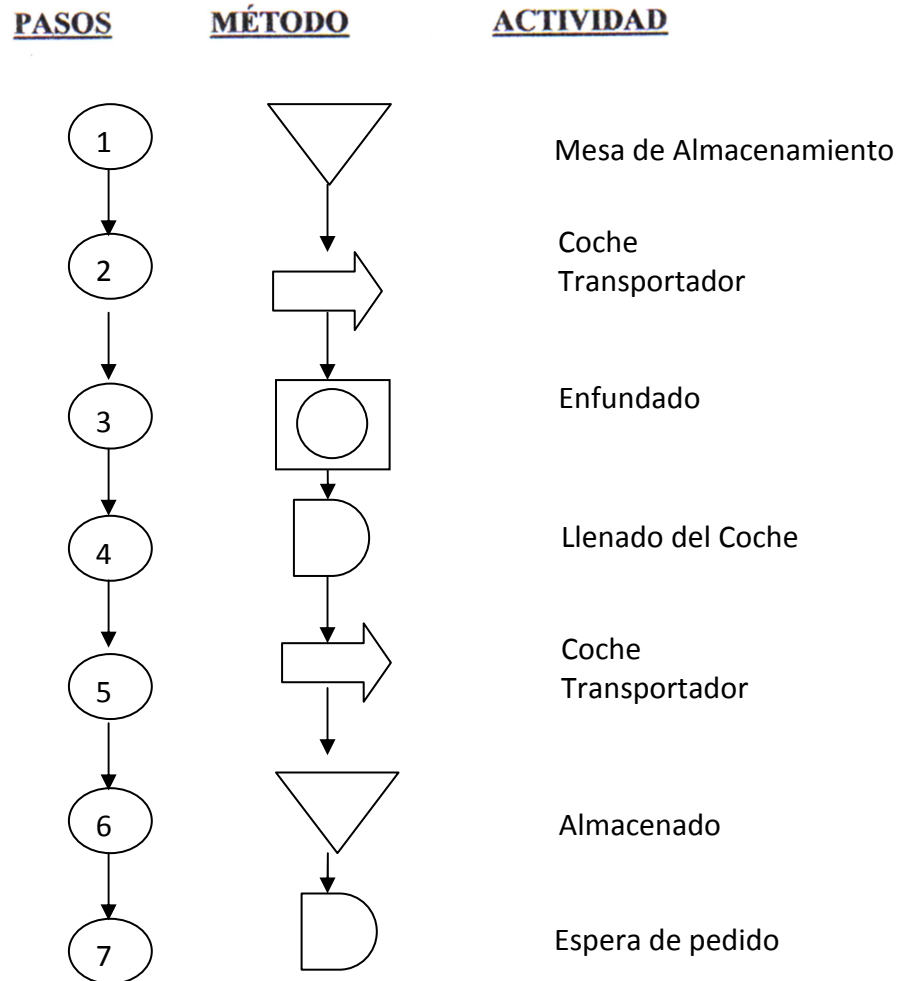 PASOS MÉTODO ACTIVIDAD
1 Mesa de Almacenamiento
2 Coche
Transportador
3 Enfundado
4 Llenado del Coche
5 Coche
Transportador
6 Almacenado
7 Espera de pedido